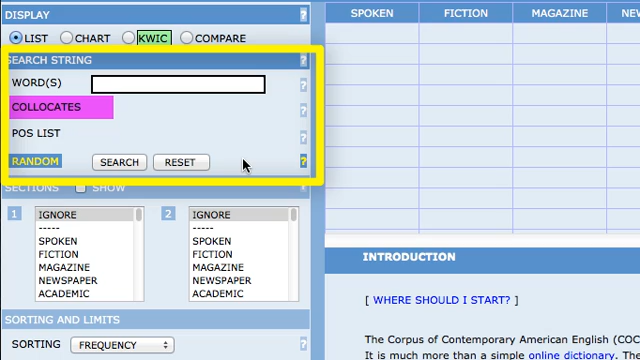 DISPLAY ?
LIST CHART KWIC COMPARE
SEARCH STRING ?
WORD(S) ?
COLLOCATES ?
POS LIST ?
RANDOM SEARCH RESET ?
SECTIONS SHOW ?
1 IGNORE
-----
SPOKEN
FICTION
MAGAZINE
NEWSPAPER
ACADEMIC
2 IGNORE
-----
SPOKEN
FICTION
MAGAZINE
NEWSPAPER
ACADEMIC
SORTING AND LIMITS
SORTING FREQUENCY
SPOKEN FICTION MAGAZINE NEW
INTRODUCTION
[ WHERE SHOULD I START? ]
The Corpus of Contemporary American English (COC
It is much more than a simple online dictionary. The